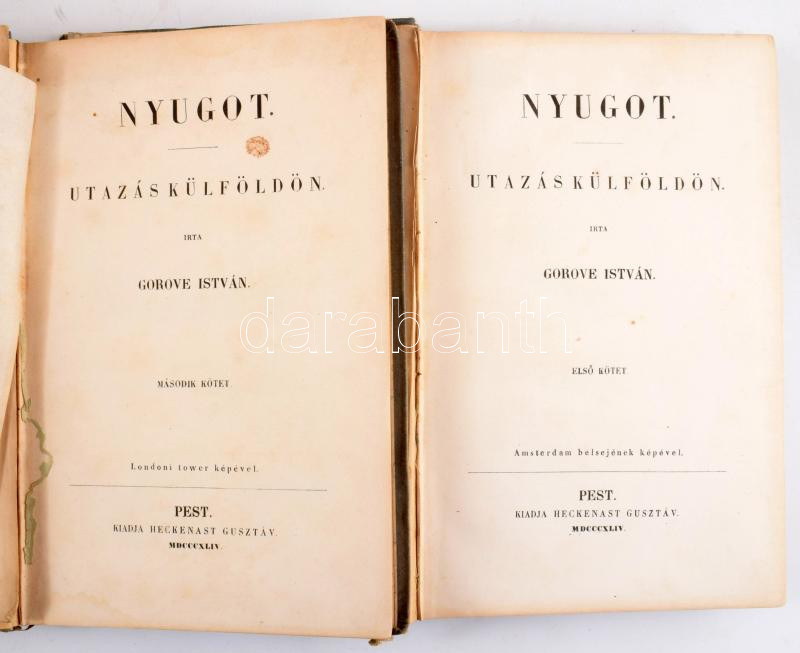 NYUGOT.
UTAZÁS KÜLFÖLDÖN.
IRTA
GOROVE ISTVÁN.
MÁSODIK KÖTET.
Londoni tower képével.
PEST.
KIADJA HECKENAST GUSZTÁV.
MDCCCXLIV.
NYUGOT.
UTAZÁS KÜLFÖLDÖN.
IRTA
GOROVE ISTVÁN.
ELSŐ KÖTET.
Amsterdam belsejének képével.
PEST.
KIADJA HECKENAST GUSZTÁV.
MDCCCXLIV.
darabanth